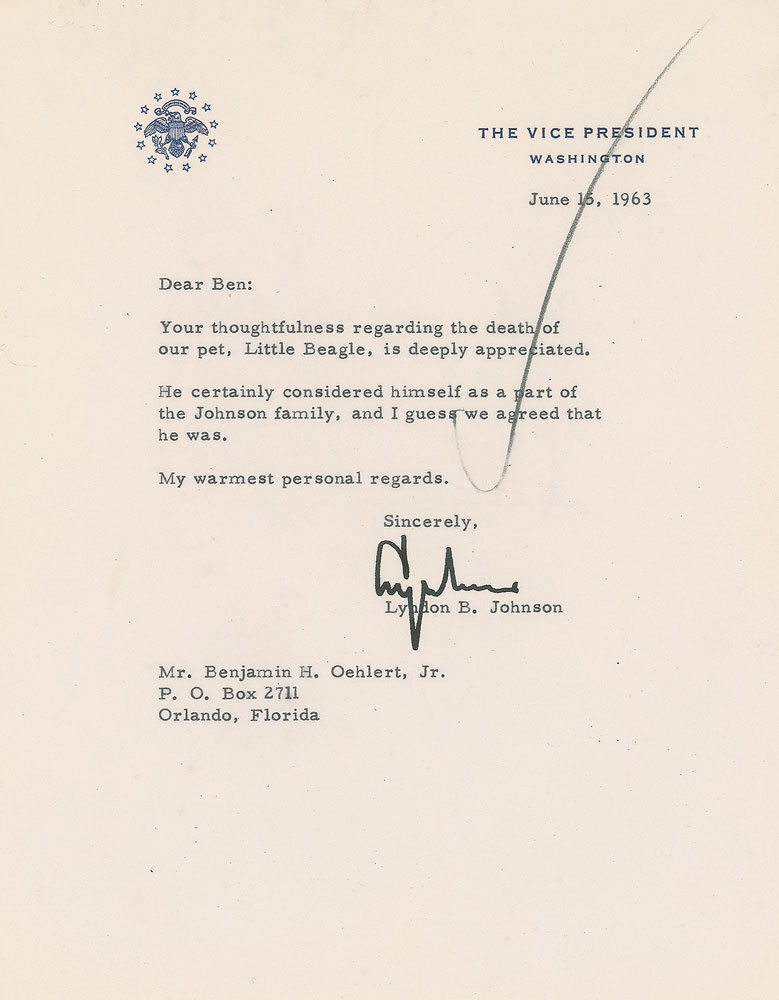 THE VICE PRESIDENT
WASHINGTON
June 15, 1963
Dear Ben:
Your thoughtfulness regarding the death of
our pet, Little Beagle, is deeply appreciated.
He certainly considered himself as a part of
the Johnson family, and I guess we agreed that
he was.
My warmest personal regards.
Sincerely,
Lyndon
Lyndon B. Johnson
Mr. Benjamin H. Oehlert, Jr.
P. O. Box 2711
Orlando, Florida